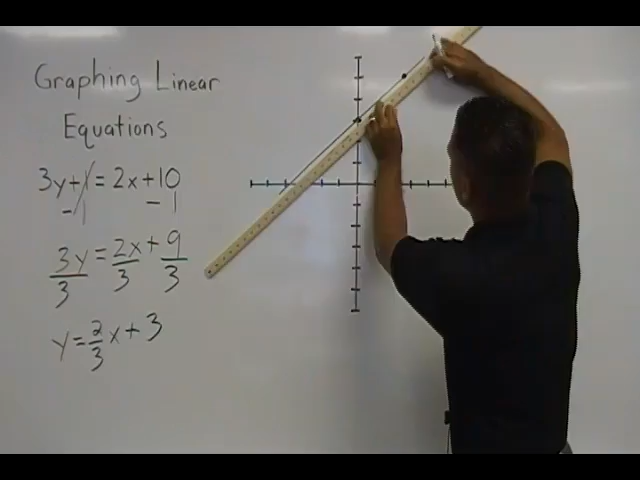 Graphing Linear
Equations
3y+1=2x+10
-1 -1
3y/3=2x/3+9/3
y=2/3x+3